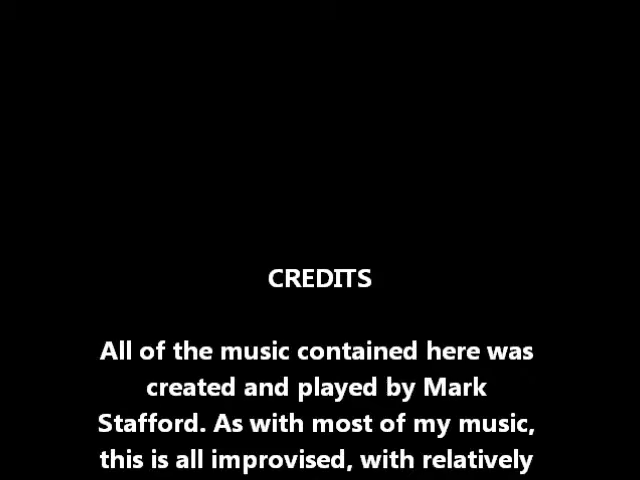 CREDITS
All of the music contained here was
created and played by Mark
Stafford. As with most of my music,
this is all improvised, with relatively